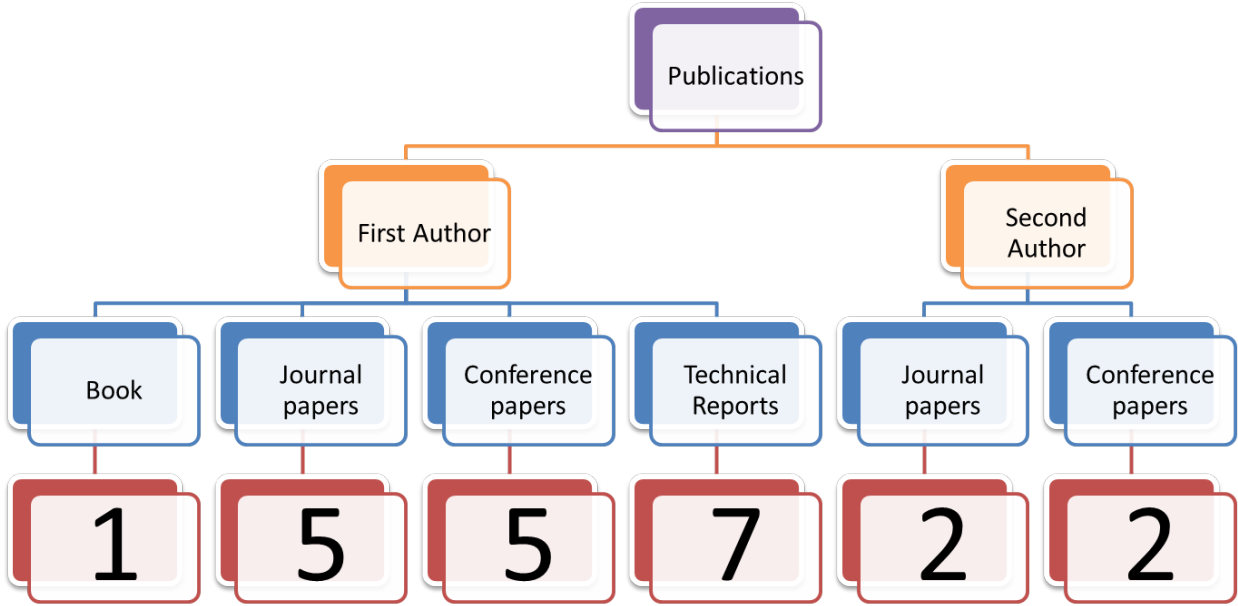 Publications
First Author
Second
Author
Book
Journal
papers
Conference
papers
Technical
Reports
Journal
papers
Conference
papers
1
5
5
7
2
2